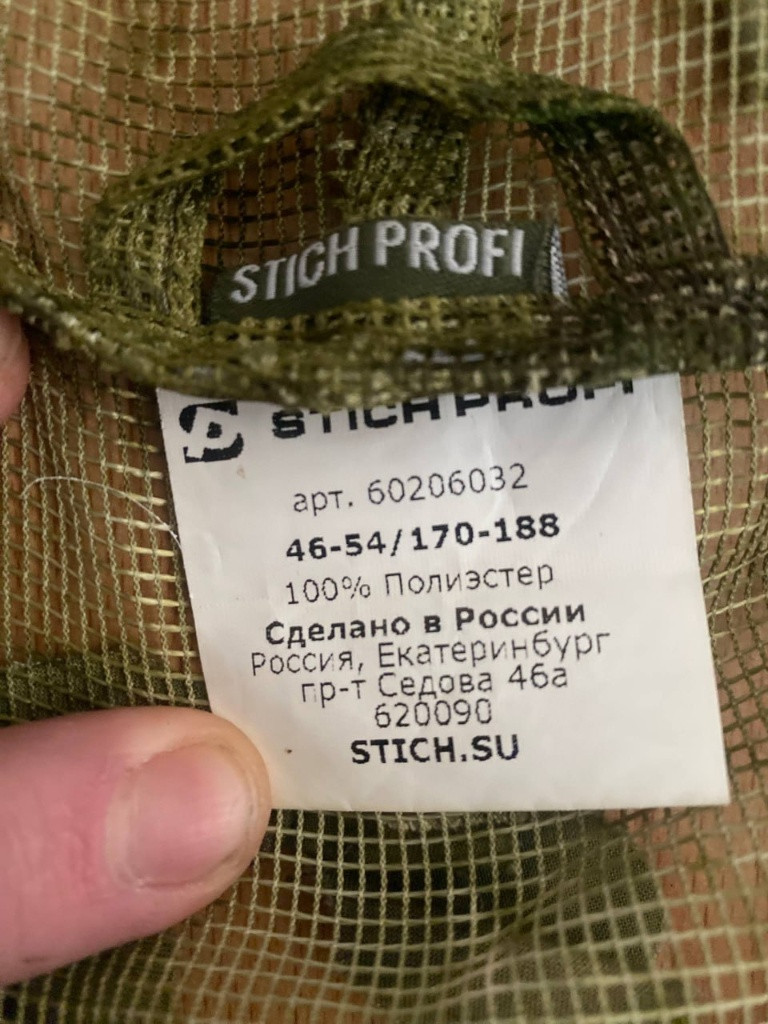 STICH PROFI
STICH PROFI
арт. 60206032
46-54/170-188
100% Полиэстер
Сделано в России
Россия, Екатеринбург
пр-т Седова 46а
620090
STICH.SU